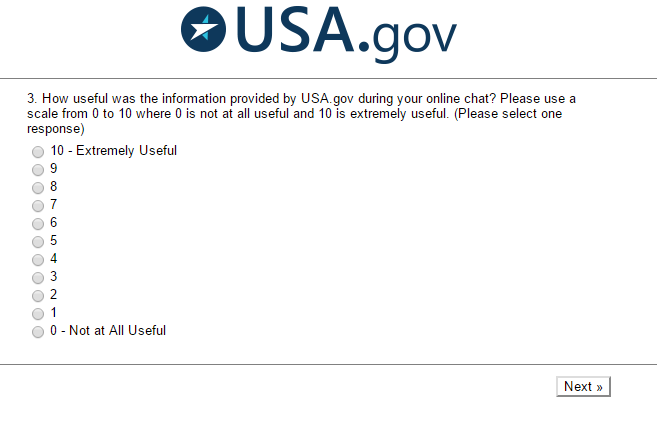 USA.gov
3. How useful was the information provided by USA.gov during your online chat? Please use a
scale from 0 to 10 where 0 is not at all useful and 10 is extremely useful. (Please select one
response)
10 - Extremely Useful
9
8
7
6
5
4
3
2
1
0 - Not at All Useful
Next »